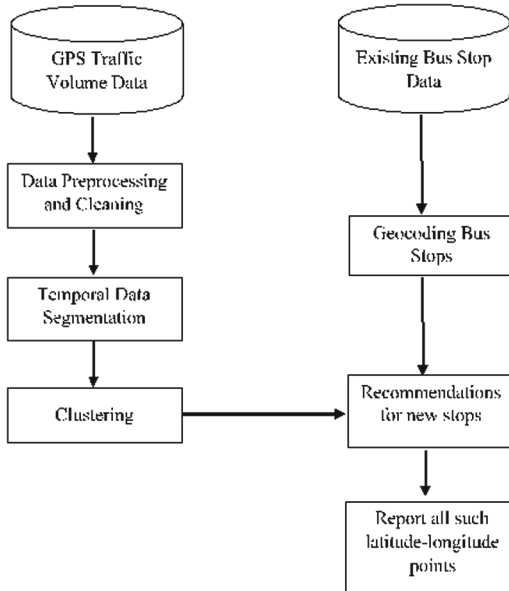 GPS Traffic
Volume Data
Existing Bus Stop
Data
Data Preprocessing
and Cleaning
Geocoding Bus
Stops
Temporal Data
Segmentation
Clustering
Recommendations
for new stops
Report all such
latitude-longitude
points